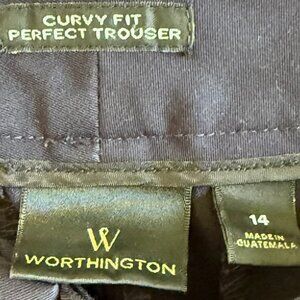 CURVY FIT
PERFECT TROUSER
W
WORTHINGTON
14
MADE IN
GUATEMALA